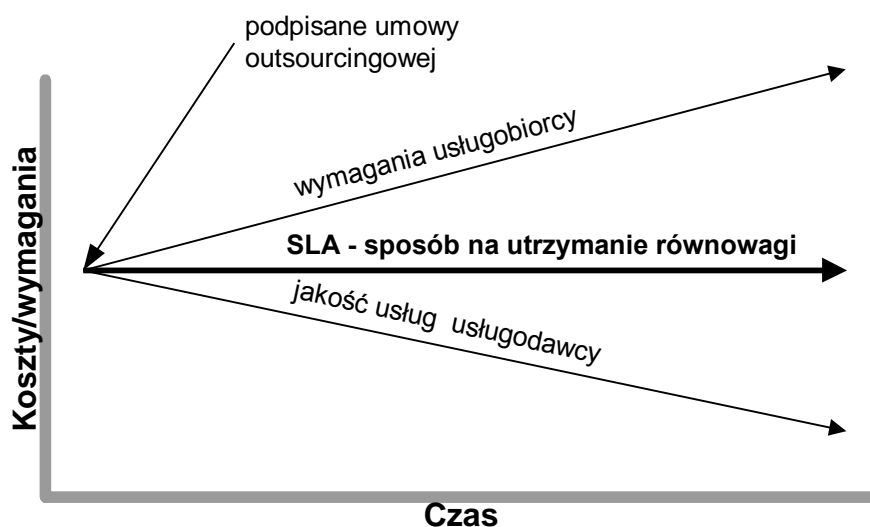 podpisane umowy
outsourcingowej
wymagania usługobiorcy
SLA - sposób na utrzymanie równowagi
jakość usług usługodawcy
Koszty/wymagania
Czas